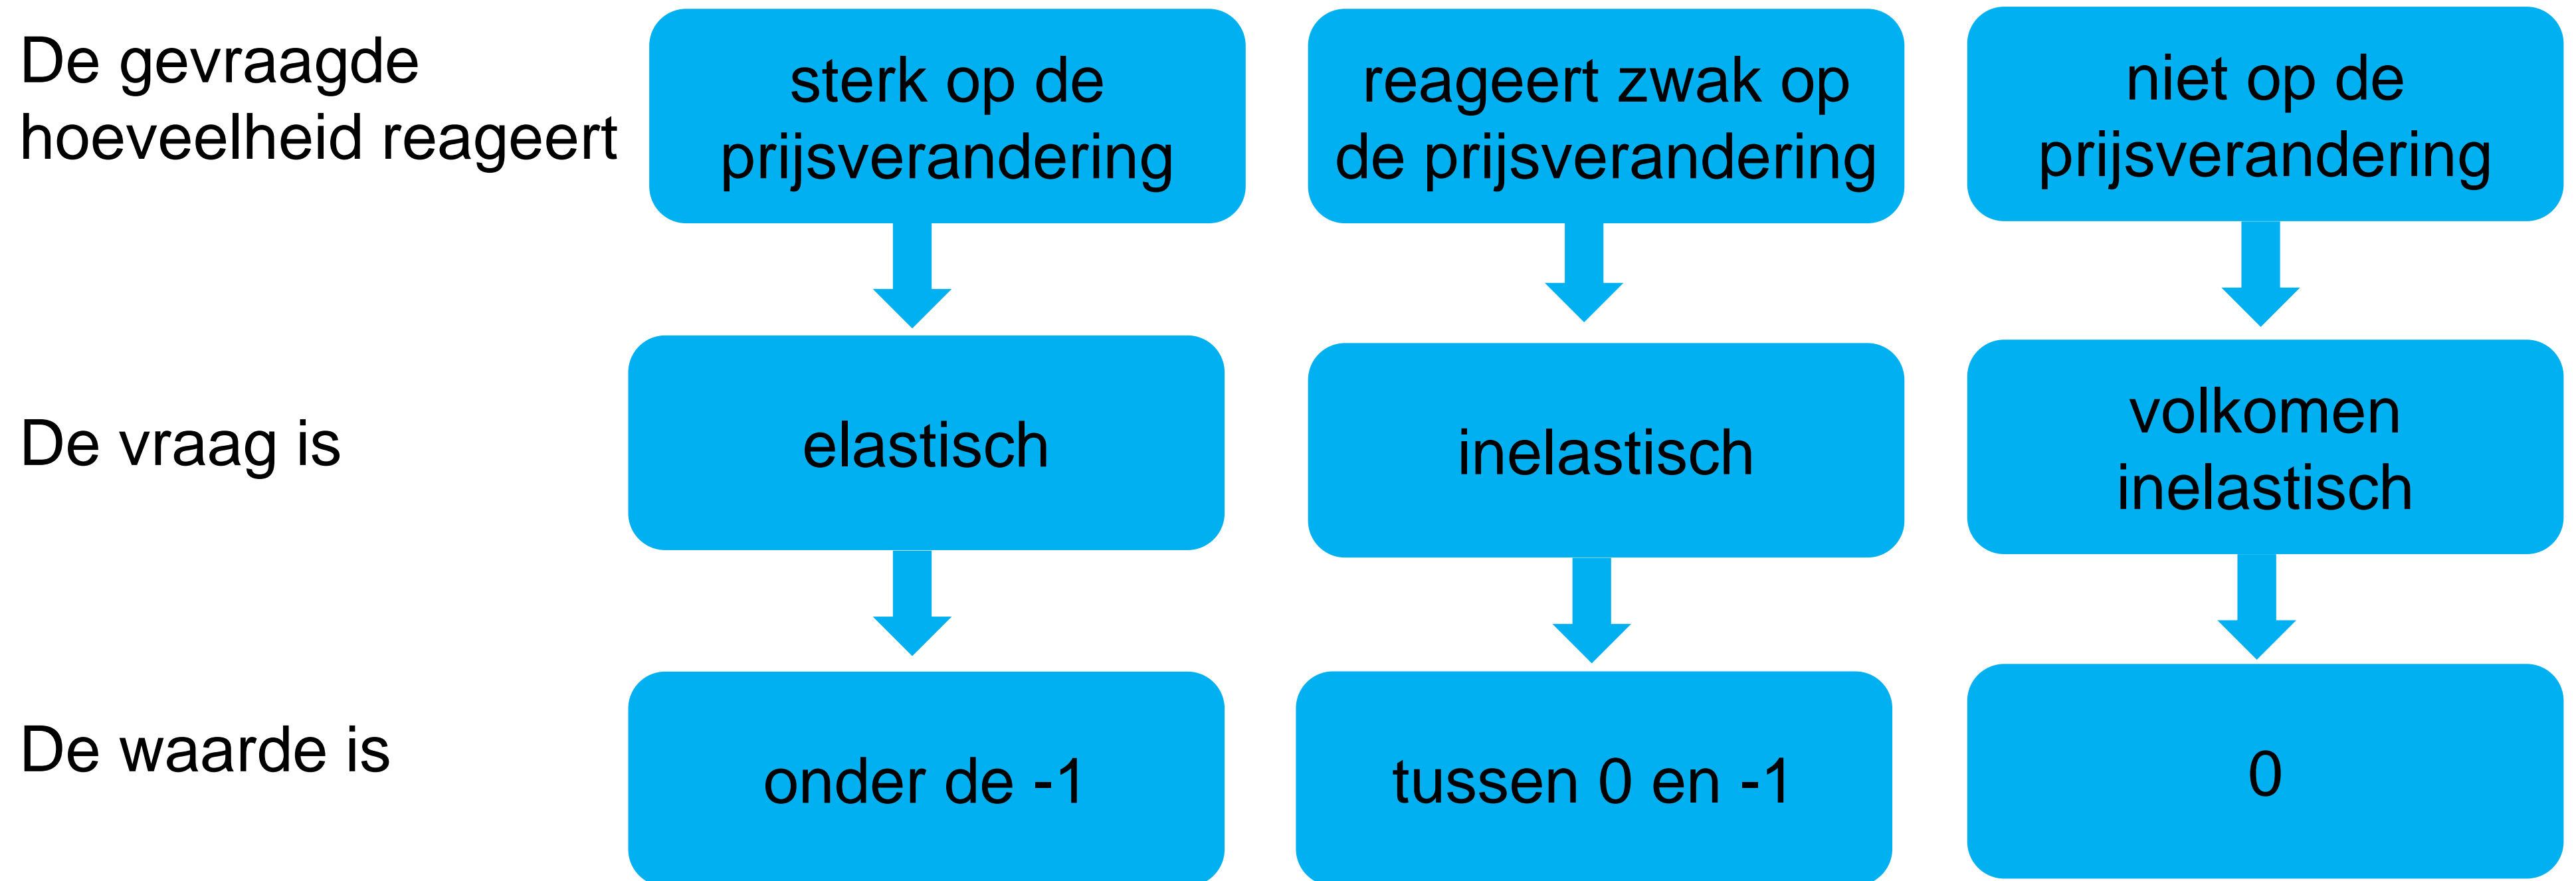 De gevraagde
hoeveelheid reageert
sterk op de
prijsverandering
reageert zwak op
de prijsverandering
niet op de
prijsverandering
De vraag is
elastisch
inelastisch
volkomen
inelastisch
De waarde is
onder de -1
tussen 0 en -1
0